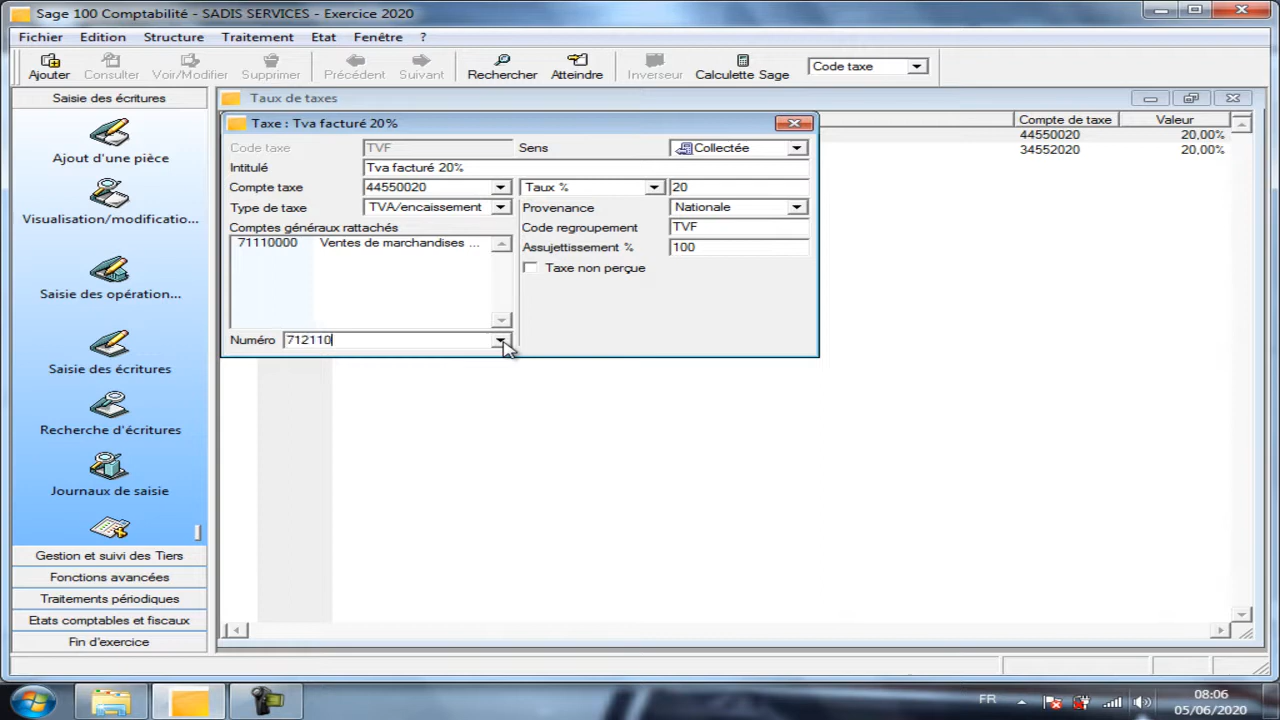 Sage 100 Comptabilité - SADIS SERVICES - Exercice 2020
Fichier Edition Structure Traitement Etat Fenêtre ?
Ajouter Consulter Voir/Modifier Supprimer Précédent Suivant Rechercher Atteindre Inverseur Calculette Sage Code taxe
Saisie des écritures
Ajout d'une pièce
Visualisation/modificatio...
Saisie des opération...
Saisie des écritures
Recherche d'écritures
Journaux de saisie
Gestion et suivi des Tiers
Fonctions avancées
Traitements périodiques
Etats comptables et fiscaux
Fin d'exercice
Taux de taxes
Compte de taxe Valeur
44550020 20,00%
34552020 20,00%
Taxe : Tva facturé 20%
Code taxe TVF Sens Collectée
Intitulé Tva facturé 20%
Compte taxe 44550020 Taux % 20
Type de taxe TVA/encaissement Provenance Nationale
Comptes généraux rattachés Code regroupement TVF
71110000 Ventes de marchandises ... Assujettissement % 100
Taxe non perçue
Numéro 712110
FR 08:06
05/06/2020